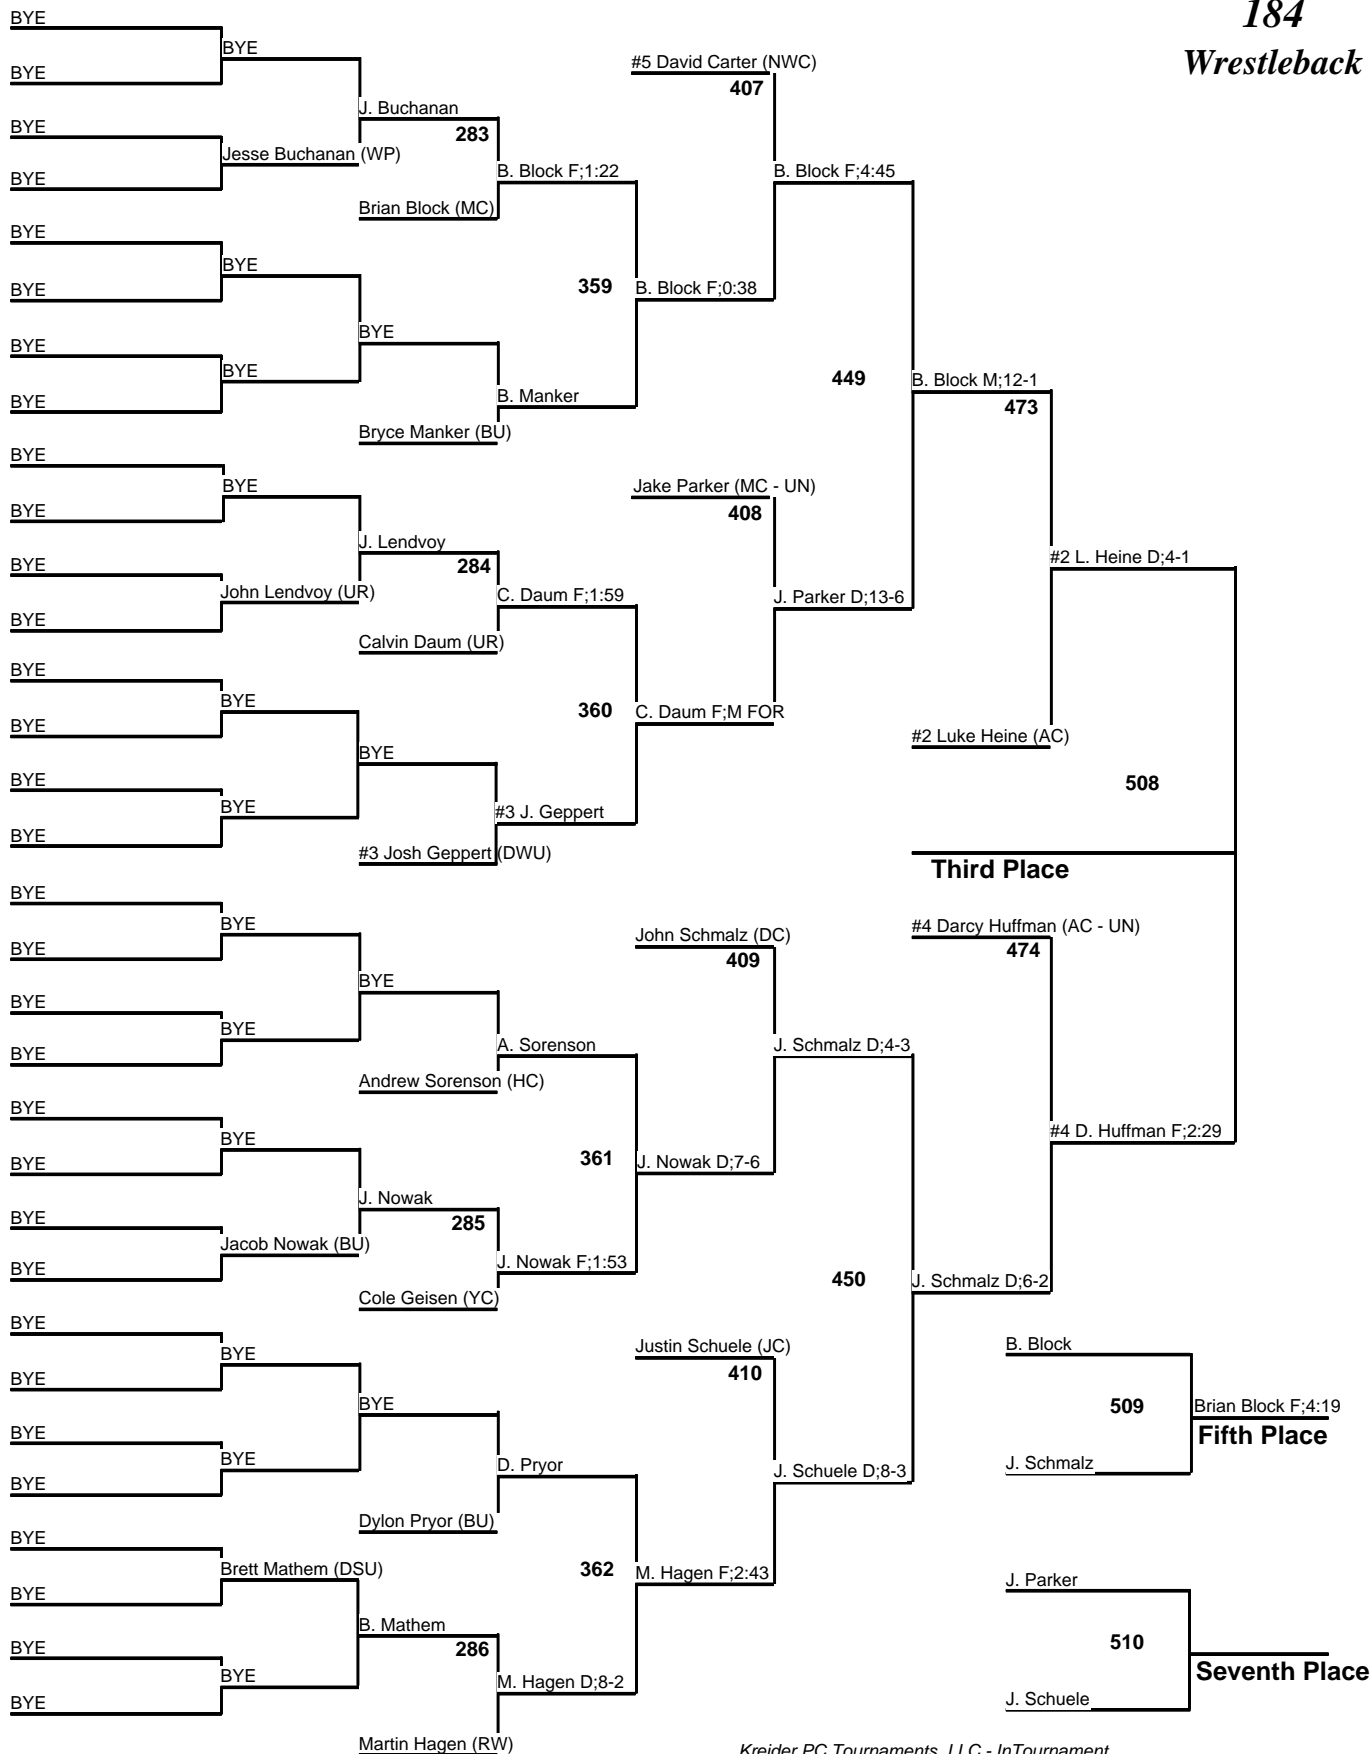 184
Wrestleback
BYE
BYE
BYE
BYE
BYE
Jesse Buchanan (WP)
J. Buchanan
283
Brian Block (MC)
B. Block F;1:22
BYE
BYE
BYE
BYE
BYE
BYE
BYE
Bryce Manker (BU)
B. Manker
359
B. Block F;0:38
#5 David Carter (NWC)
407
B. Block F;4:45
BYE
BYE
BYE
BYE
BYE
John Lendvoy (UR)
J. Lendvoy
284
Calvin Daum (UR)
C. Daum F;1:59
BYE
BYE
BYE
BYE
BYE
BYE
BYE
#3 Josh Geppert (DWU)
#3 J. Geppert
360
C. Daum F;M FOR
Jake Parker (MC - UN)
408
J. Parker D;13-6
449
B. Block M;12-1
473
#2 Luke Heine (AC)
#2 L. Heine D;4-1
508
Third Place
BYE
BYE
BYE
BYE
BYE
BYE
BYE
Andrew Sorenson (HC)
A. Sorenson
BYE
BYE
BYE
BYE
BYE
Jacob Nowak (BU)
J. Nowak
285
Cole Geisen (YC)
J. Nowak F;1:53
361
J. Nowak D;7-6
John Schmalz (DC)
409
J. Schmalz D;4-3
BYE
BYE
BYE
BYE
BYE
BYE
BYE
Dylon Pryor (BU)
D. Pryor
BYE
BYE
Brett Mathem (DSU)
BYE
BYE
BYE
B. Mathem
286
Martin Hagen (RW)
M. Hagen D;8-2
362
M. Hagen F;2:43
Justin Schuele (JC)
410
J. Schuele D;8-3
450
J. Schmalz D;6-2
#4 Darcy Huffman (AC - UN)
474
#4 D. Huffman F;2:29
B. Block
509
J. Schmalz
Brian Block F;4:19
Fifth Place
J. Parker
510
J. Schuele
Seventh Place
Kreider PC Tournaments, LLC - InTournament